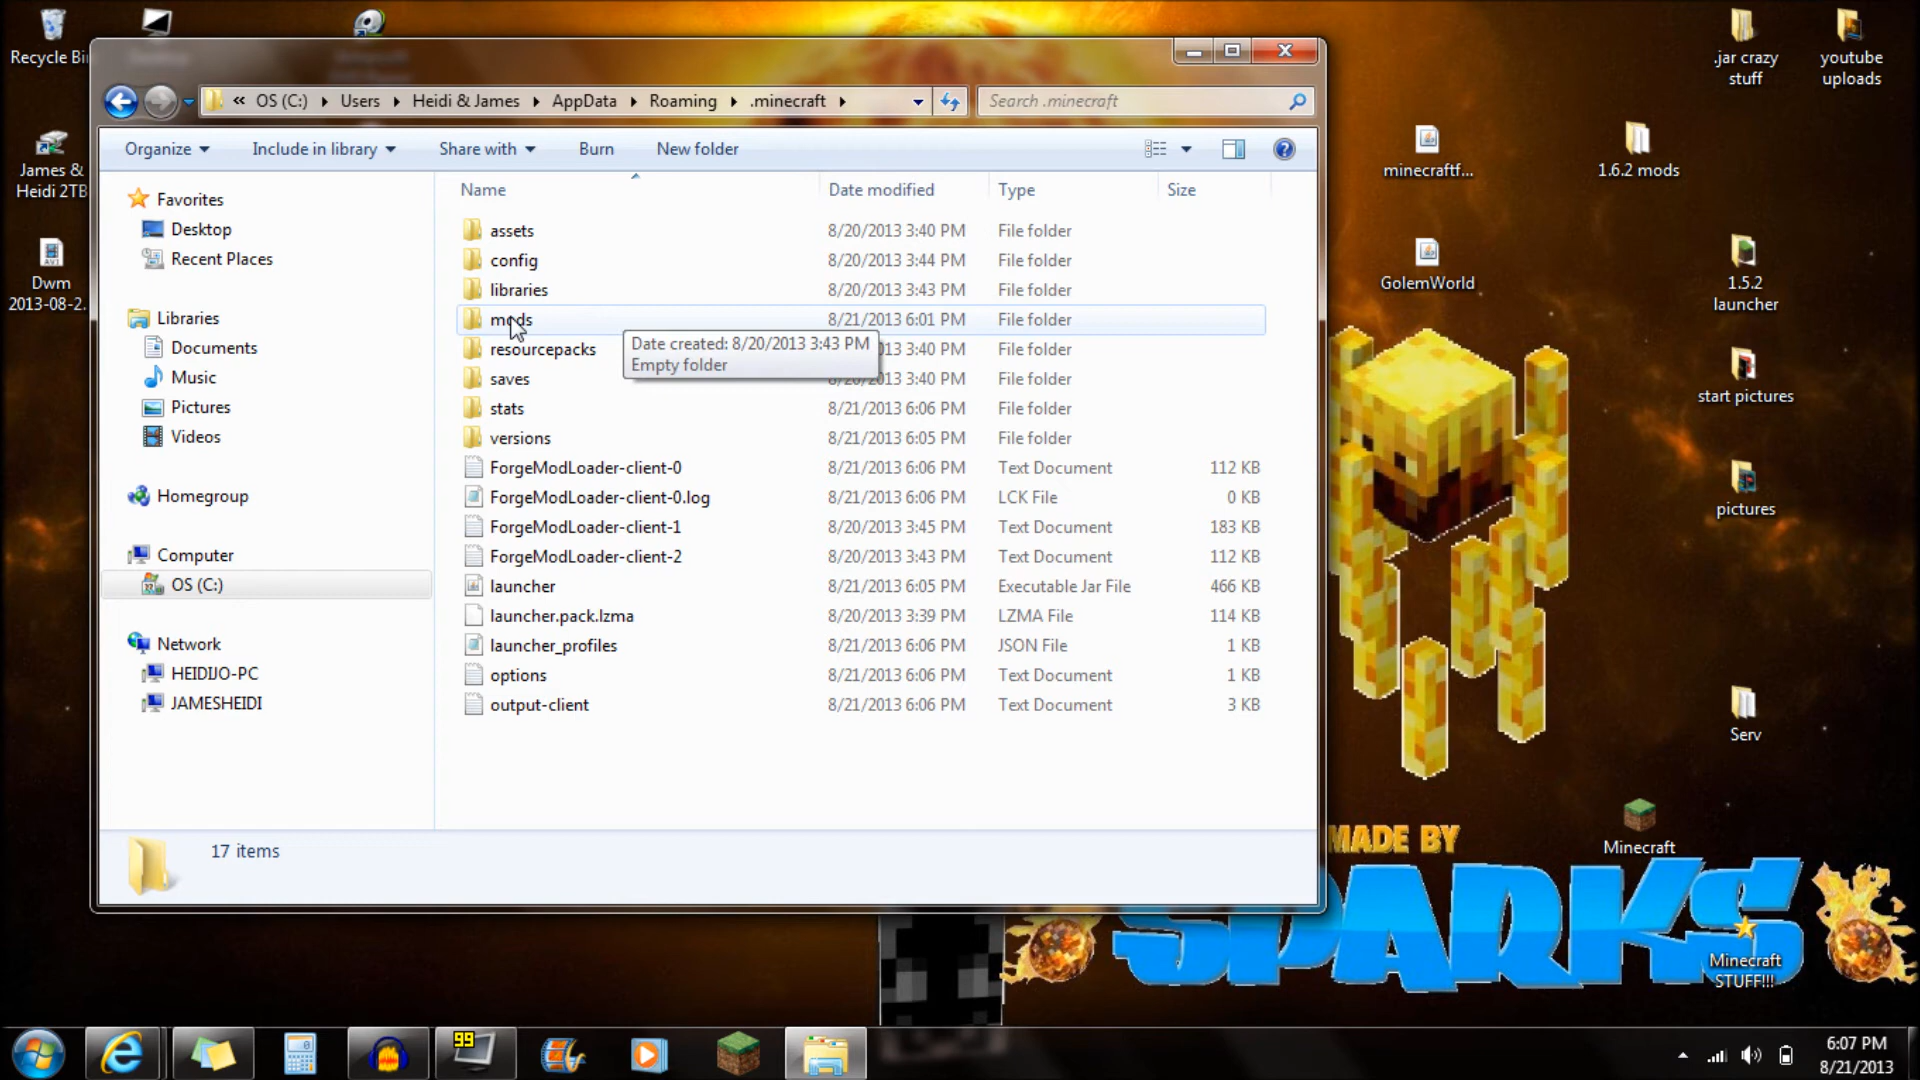 Recycle Bi
James &
Heidi 2TB
Dwm
2013-08-2.
« OS (C:) Users Heidi & James AppData Roaming .minecraft
Search .minecraft
Organize Include in library Share with Burn New folder
Favorites
Desktop
Recent Places
Libraries
Documents
Music
Pictures
Videos
Homegroup
Computer
OS (C:)
Network
HEIDIJO-PC
JAMESHEIDI
Name Date modified Type Size
assets 8/20/2013 3:40 PM File folder
config 8/20/2013 3:44 PM File folder
libraries 8/20/2013 3:43 PM File folder
mods 8/21/2013 6:01 PM File folder
resourcepacks 013 3:40 PM File folder
saves 8/20/2013 3:40 PM File folder
stats 8/21/2013 6:06 PM File folder
versions 8/21/2013 6:05 PM File folder
ForgeModLoader-client-0 8/21/2013 6:06 PM Text Document 112 KB
ForgeModLoader-client-0.log 8/21/2013 6:06 PM LCK File 0 KB
ForgeModLoader-client-1 8/20/2013 3:45 PM Text Document 183 KB
ForgeModLoader-client-2 8/20/2013 3:43 PM Text Document 112 KB
launcher 8/21/2013 6:05 PM Executable Jar File 466 KB
launcher.pack.lzma 8/20/2013 3:39 PM LZMA File 114 KB
launcher_profiles 8/21/2013 6:06 PM JSON File 1 KB
options 8/21/2013 6:06 PM Text Document 1 KB
output-client 8/21/2013 6:06 PM Text Document 3 KB
Date created: 8/20/2013 3:43 PM
Empty folder
17 items
.jar crazy
stuff
youtube
uploads
minecraftf...
1.6.2 mods
GolemWorld
1.5.2
launcher
start pictures
pictures
Serv
Minecraft
MADE BY
SPARKS
Minecraft
STUFF!!!
99
6:07 PM
8/21/2013